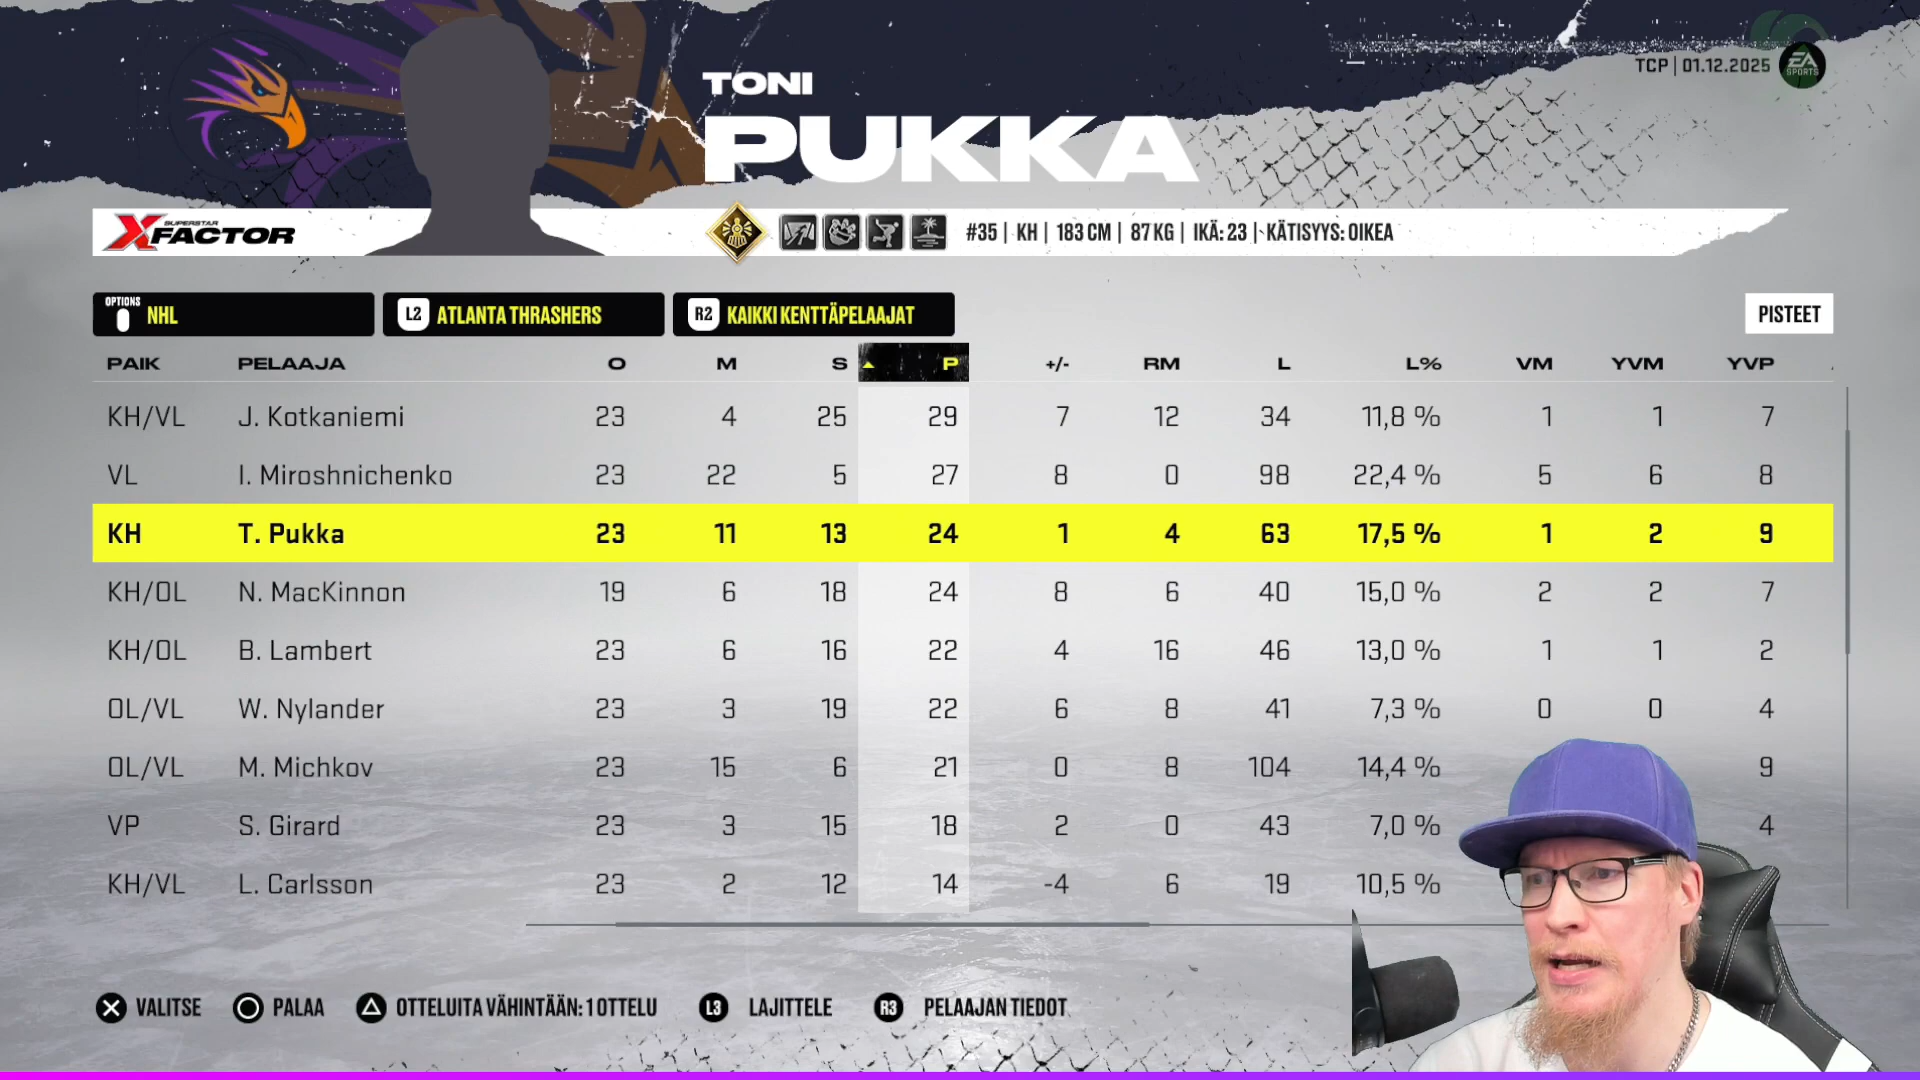 TONI
PUKKA
TCP | 01.12.2025
EA SPORTS
SUPERSTAR
X FACTOR
#35 | KH | 183 CM | 87 KG | IKÄ: 23 | KÄTISYYS: OIKEA
OPTIONS NHL
L2 ATLANTA THRASHERS
R2 KAIKKI KENTTÄPELAAJAT
PISTEET
PAIK PELAAJA O M S P +/- RM L L% VM YVM YVP
KH/VL J. Kotkaniemi 23 4 25 29 7 12 34 11,8 % 1 1 7
VL I. Miroshnichenko 23 22 5 27 8 0 98 22,4 % 5 6 8
KH T. Pukka 23 11 13 24 1 4 63 17,5 % 1 2 9
KH/OL N. MacKinnon 19 6 18 24 8 6 40 15,0 % 2 2 7
KH/OL B. Lambert 23 6 16 22 4 16 46 13,0 % 1 1 2
OL/VL W. Nylander 23 3 19 22 6 8 41 7,3 % 0 0 4
OL/VL M. Michkov 23 15 6 21 0 8 104 14,4 % 9
VP S. Girard 23 3 15 18 2 0 43 7,0 % 4
KH/VL L. Carlsson 23 2 12 14 -4 6 19 10,5 %
VALITSE PALAA OTTELUITA VÄHINTÄÄN: 1 OTTELU L3 LAJITTELE R3 PELAAJAN TIEDOT